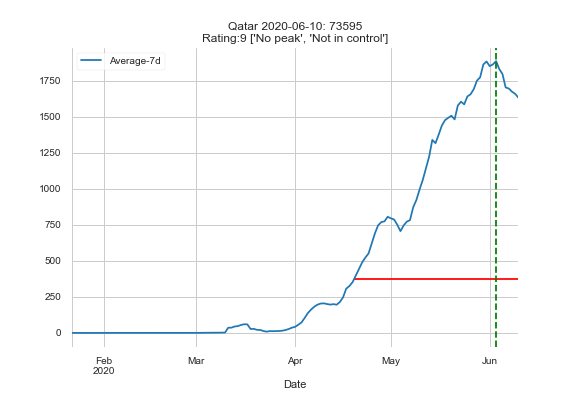 Qatar 2020-06-10: 73595
Rating:9 ['No peak', 'Not in control']
Average-7d
1750
1500
1250
1000
750
500
250
0
Feb
2020
Mar
Apr
May
Jun
Date